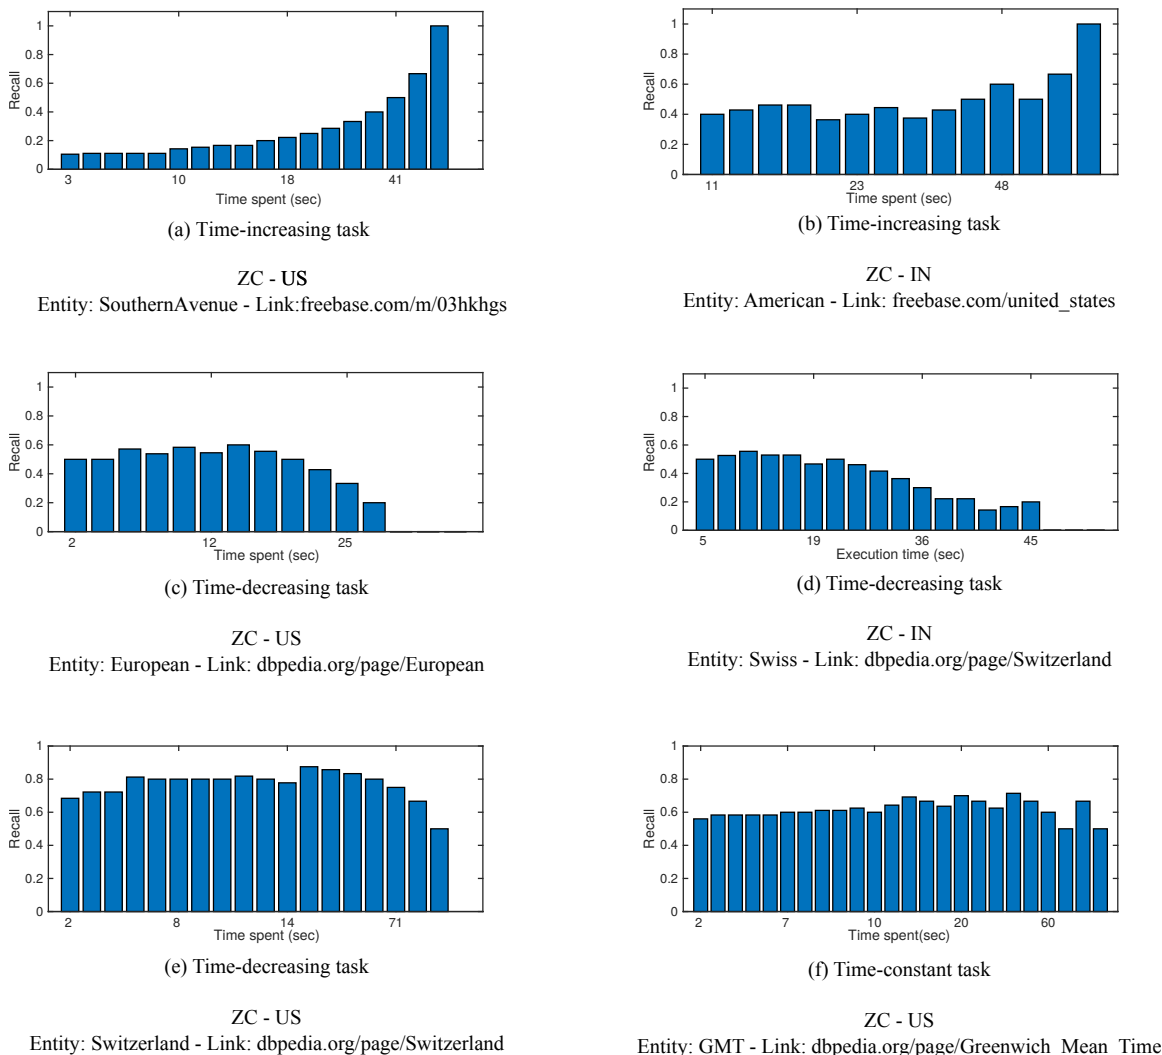 1
0.8
0.6
0.4
0.2
0
Recall
3 10 18 41
Time spent (sec)
(a) Time-increasing task
ZC - US
Entity: SouthernAvenue - Link:freebase.com/m/03hkhgs
1
0.8
0.6
0.4
0.2
0
Recall
11 23 48
Time spent (sec)
(b) Time-increasing task
ZC - IN
Entity: American - Link: freebase.com/united_states
1
0.8
0.6
0.4
0.2
0
Recall
2 12 25
Time spent (sec)
(c) Time-decreasing task
ZC - US
Entity: European - Link: dbpedia.org/page/European
1
0.8
0.6
0.4
0.2
0
Recall
5 19 36 45
Execution time (sec)
(d) Time-decreasing task
ZC - IN
Entity: Swiss - Link: dbpedia.org/page/Switzerland
1
0.8
0.6
0.4
0.2
0
Recall
2 8 14 71
Time spent (sec)
(e) Time-decreasing task
ZC - US
Entity: Switzerland - Link: dbpedia.org/page/Switzerland
1
0.8
0.6
0.4
0.2
0
Recall
2 7 10 20 60
Time spent(sec)
(f) Time-constant task
ZC - US
Entity: GMT - Link: dbpedia.org/page/Greenwich_Mean_Time